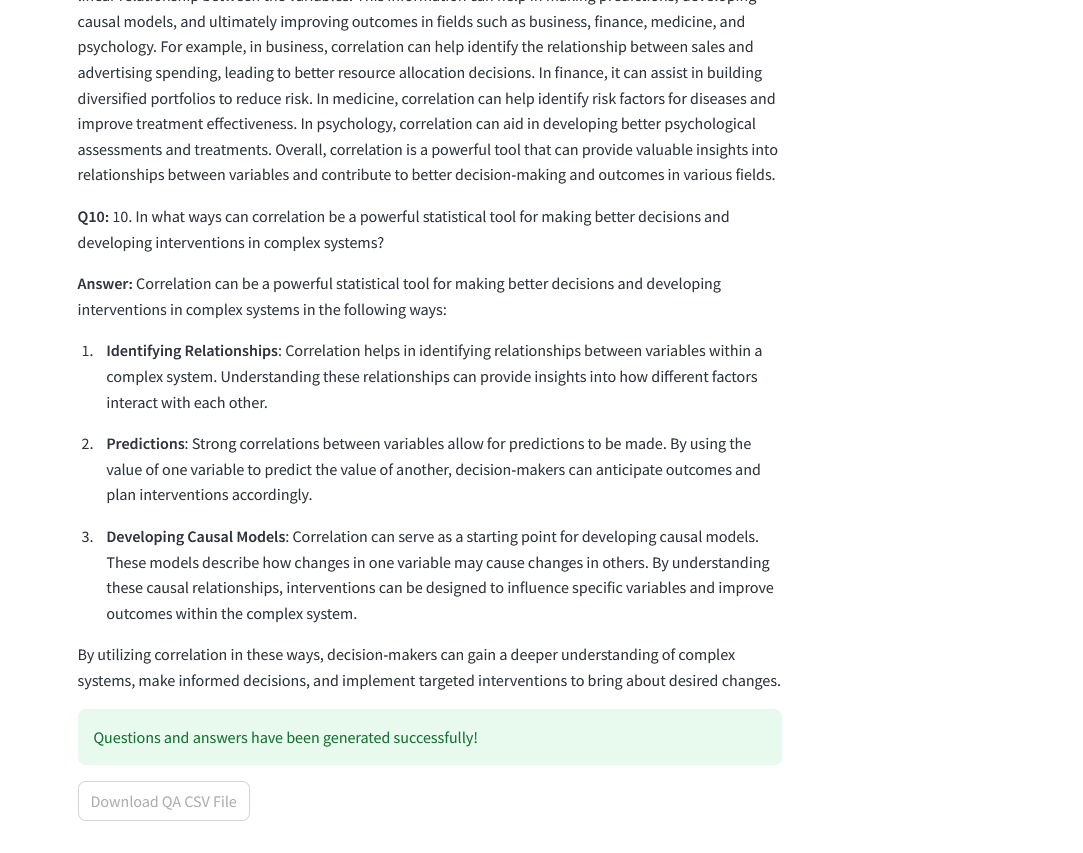 causal models, and ultimately improving outcomes in fields such as business, finance, medicine, and
psychology. For example, in business, correlation can help identify the relationship between sales and
advertising spending, leading to better resource allocation decisions. In finance, it can assist in building
diversified portfolios to reduce risk. In medicine, correlation can help identify risk factors for diseases and
improve treatment effectiveness. In psychology, correlation can aid in developing better psychological
assessments and treatments. Overall, correlation is a powerful tool that can provide valuable insights into
relationships between variables and contribute to better decision-making and outcomes in various fields.
Q10: 10. In what ways can correlation be a powerful statistical tool for making better decisions and
developing interventions in complex systems?
Answer: Correlation can be a powerful statistical tool for making better decisions and developing
interventions in complex systems in the following ways:
1. Identifying Relationships: Correlation helps in identifying relationships between variables within a
complex system. Understanding these relationships can provide insights into how different factors
interact with each other.
2. Predictions: Strong correlations between variables allow for predictions to be made. By using the
value of one variable to predict the value of another, decision-makers can anticipate outcomes and
plan interventions accordingly.
3. Developing Causal Models: Correlation can serve as a starting point for developing causal models.
These models describe how changes in one variable may cause changes in others. By understanding
these causal relationships, interventions can be designed to influence specific variables and improve
outcomes within the complex system.
By utilizing correlation in these ways, decision-makers can gain a deeper understanding of complex
systems, make informed decisions, and implement targeted interventions to bring about desired changes.
Questions and answers have been generated successfully!
Download QA CSV File